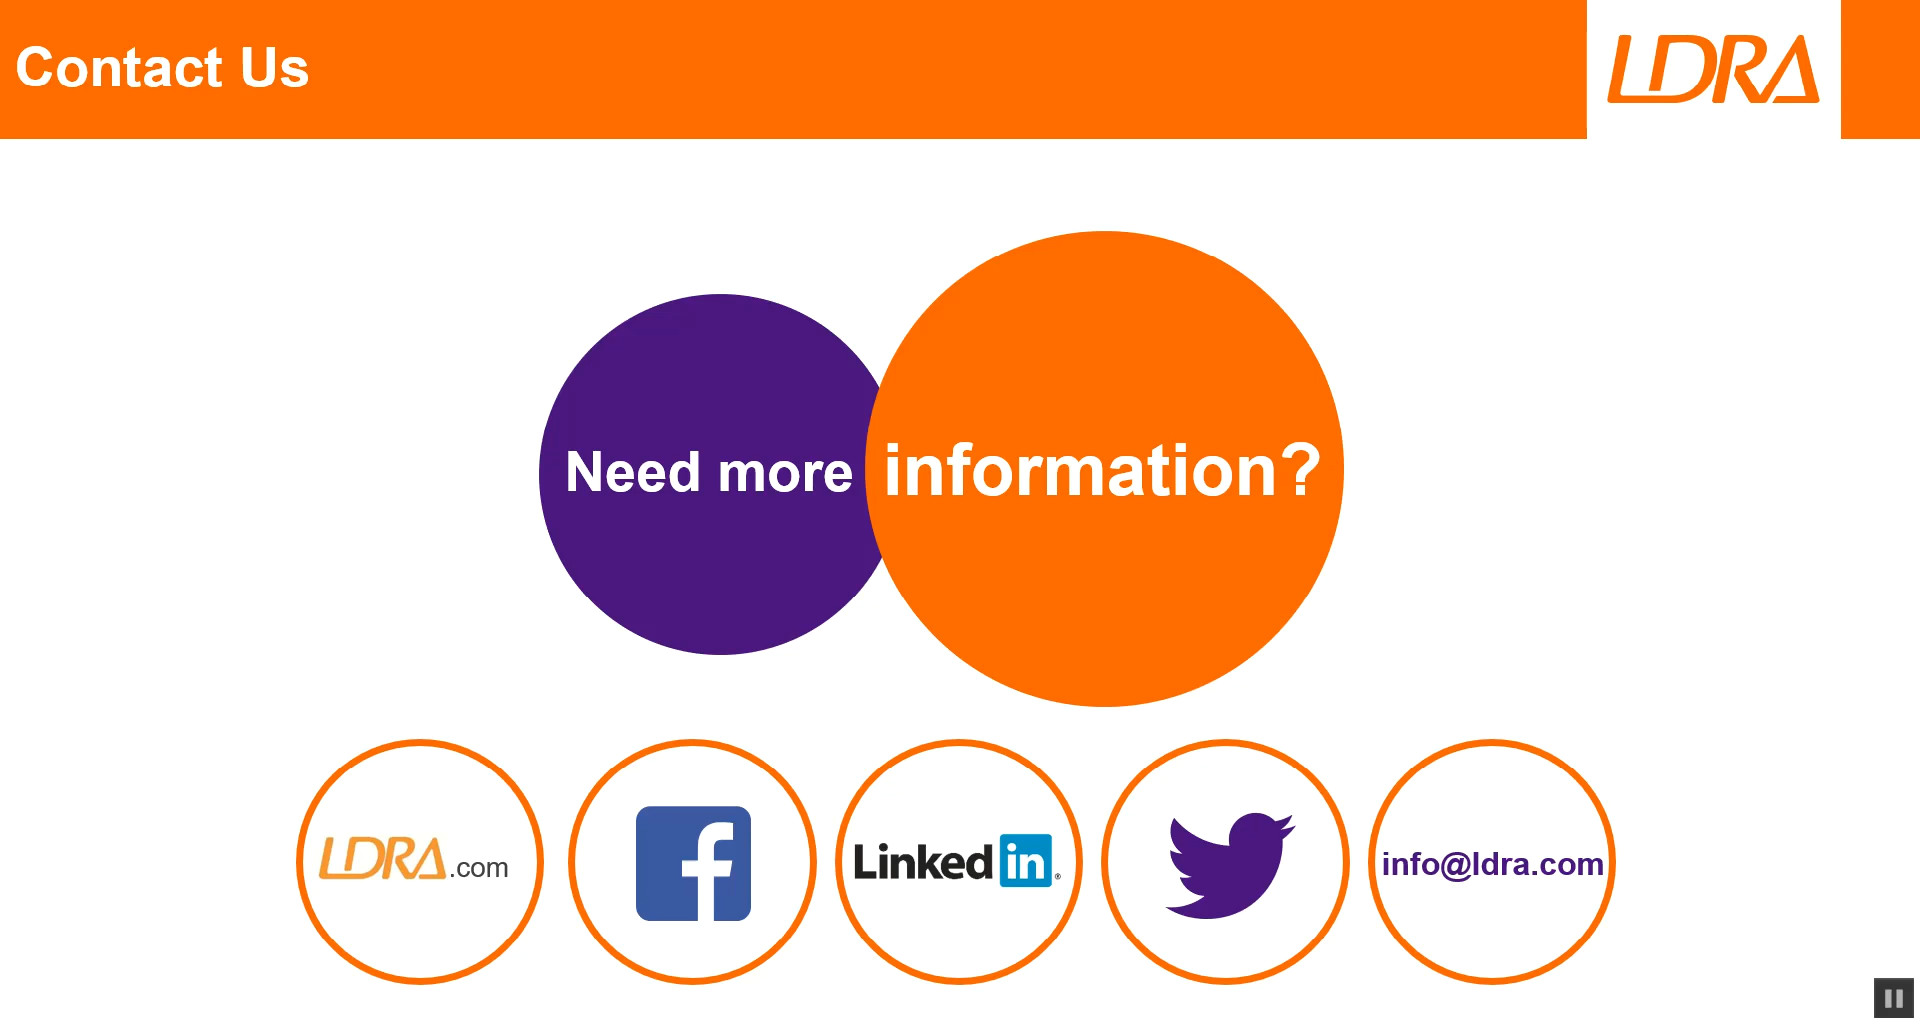 Contact Us
LDRA
Need more information?
LDRA.com
f
Linked in ®
info@ldra.com